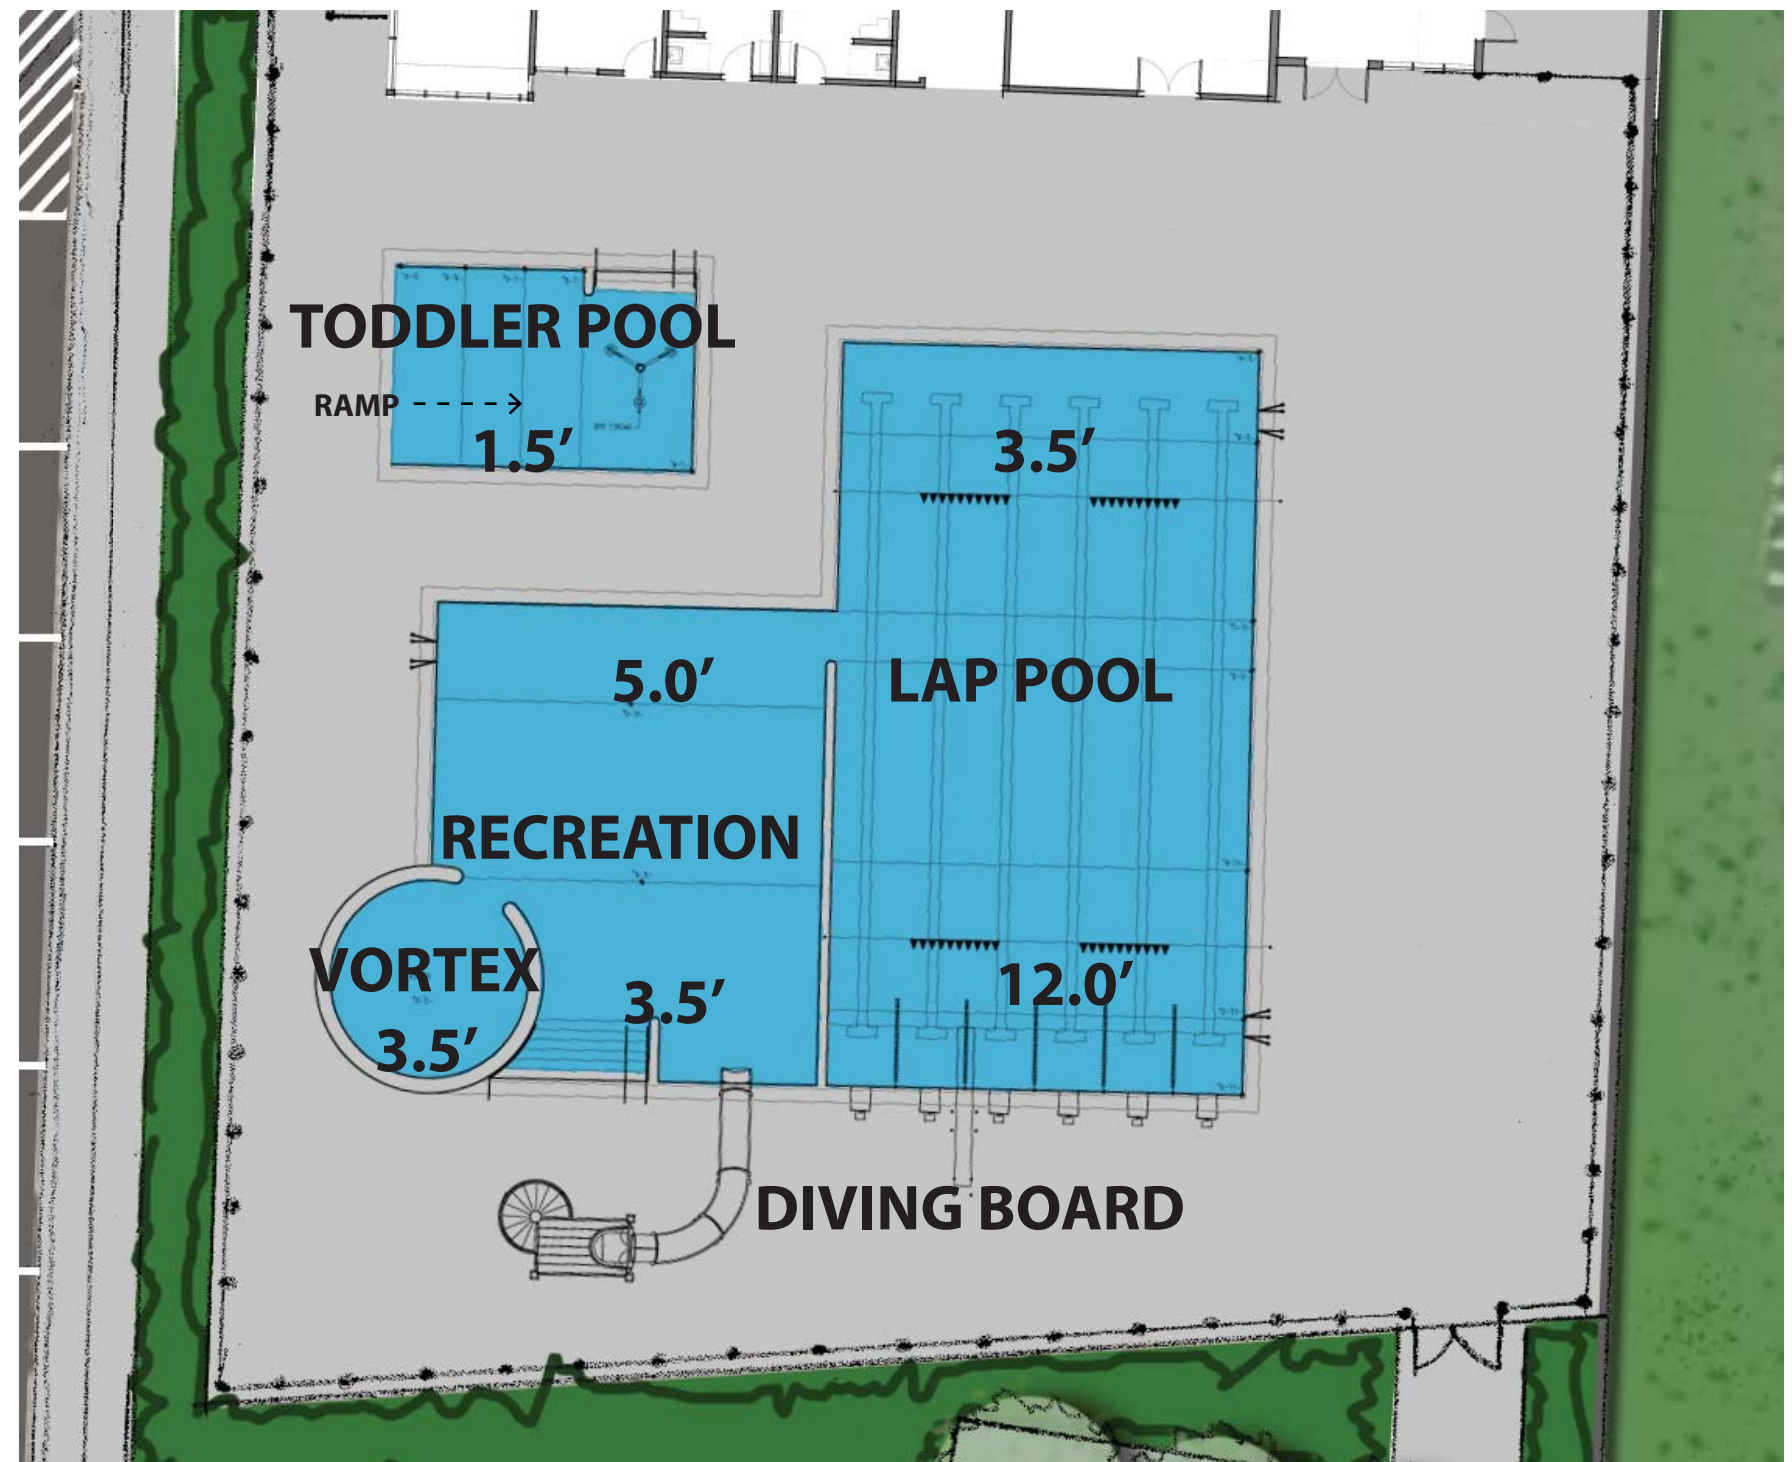 TODDLER POOL
RAMP
1.5’
3.5’
5.0’
LAP POOL
RECREATION
VORTEX
3.5’
3.5’
12.0’
DIVING BOARD